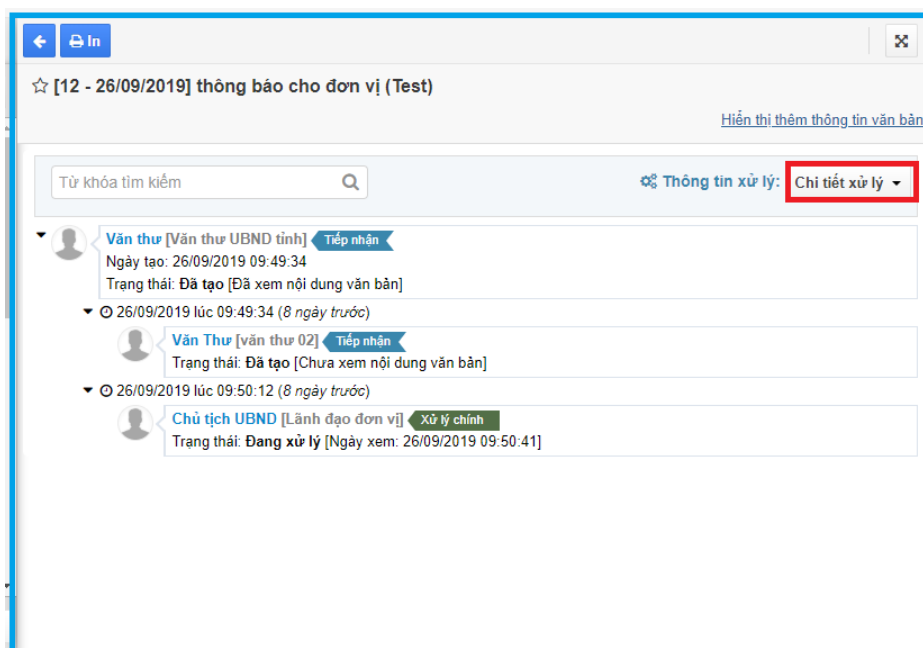 In
[12 - 26/09/2019] thông báo cho đơn vị (Test)
Hiển thị thêm thông tin văn bản
Từ khóa tìm kiếm
Thông tin xử lý: Chi tiết xử lý
Văn thư [Văn thư UBND tỉnh] Tiếp nhận
Ngày tạo: 26/09/2019 09:49:34
Trạng thái: Đã tạo [Đã xem nội dung văn bản]
26/09/2019 lúc 09:49:34 (8 ngày trước)
Văn Thư [văn thư 02] Tiếp nhận
Trạng thái: Đã tạo [Chưa xem nội dung văn bản]
26/09/2019 lúc 09:50:12 (8 ngày trước)
Chủ tịch UBND [Lãnh đạo đơn vị] Xử lý chính
Trạng thái: Đang xử lý [Ngày xem: 26/09/2019 09:50:41]